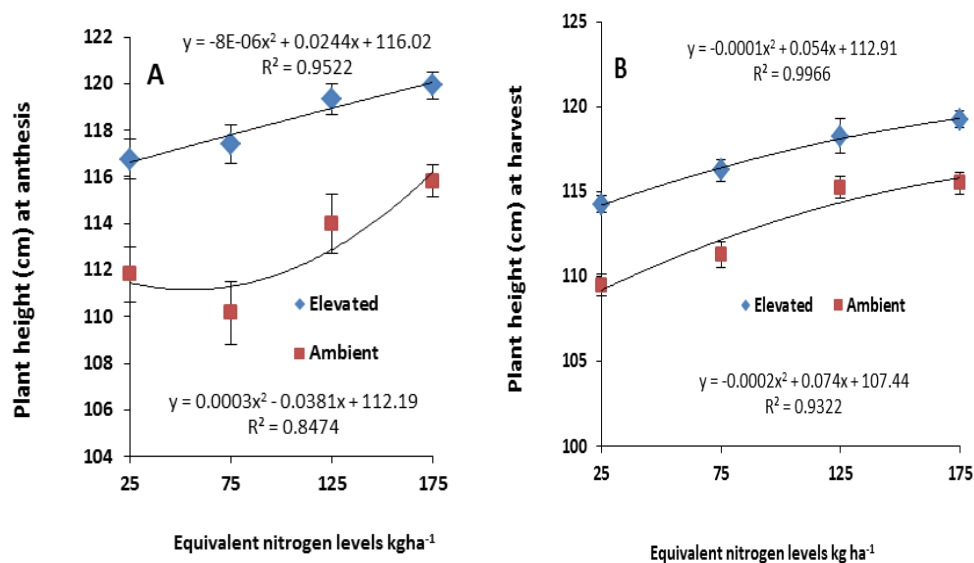 A
y = -8E-06x² + 0.0244x + 116.02
R² = 0.9522
Plant height (cm) at anthesis
122
120
118
116
114
112
110
108
106
104
Elevated
Ambient
y = 0.0003x² - 0.0381x + 112.19
R² = 0.8474
25 75 125 175
Equivalent nitrogen levels kgha⁻¹
B
y = -0.0001x² + 0.054x + 112.91
R² = 0.9966
Plant height (cm) at harvest
125
120
115
110
105
100
Elevated Ambient
y = -0.0002x² + 0.074x + 107.44
R² = 0.9322
25 75 125 175
Equivalent nitrogen levels kg ha⁻¹